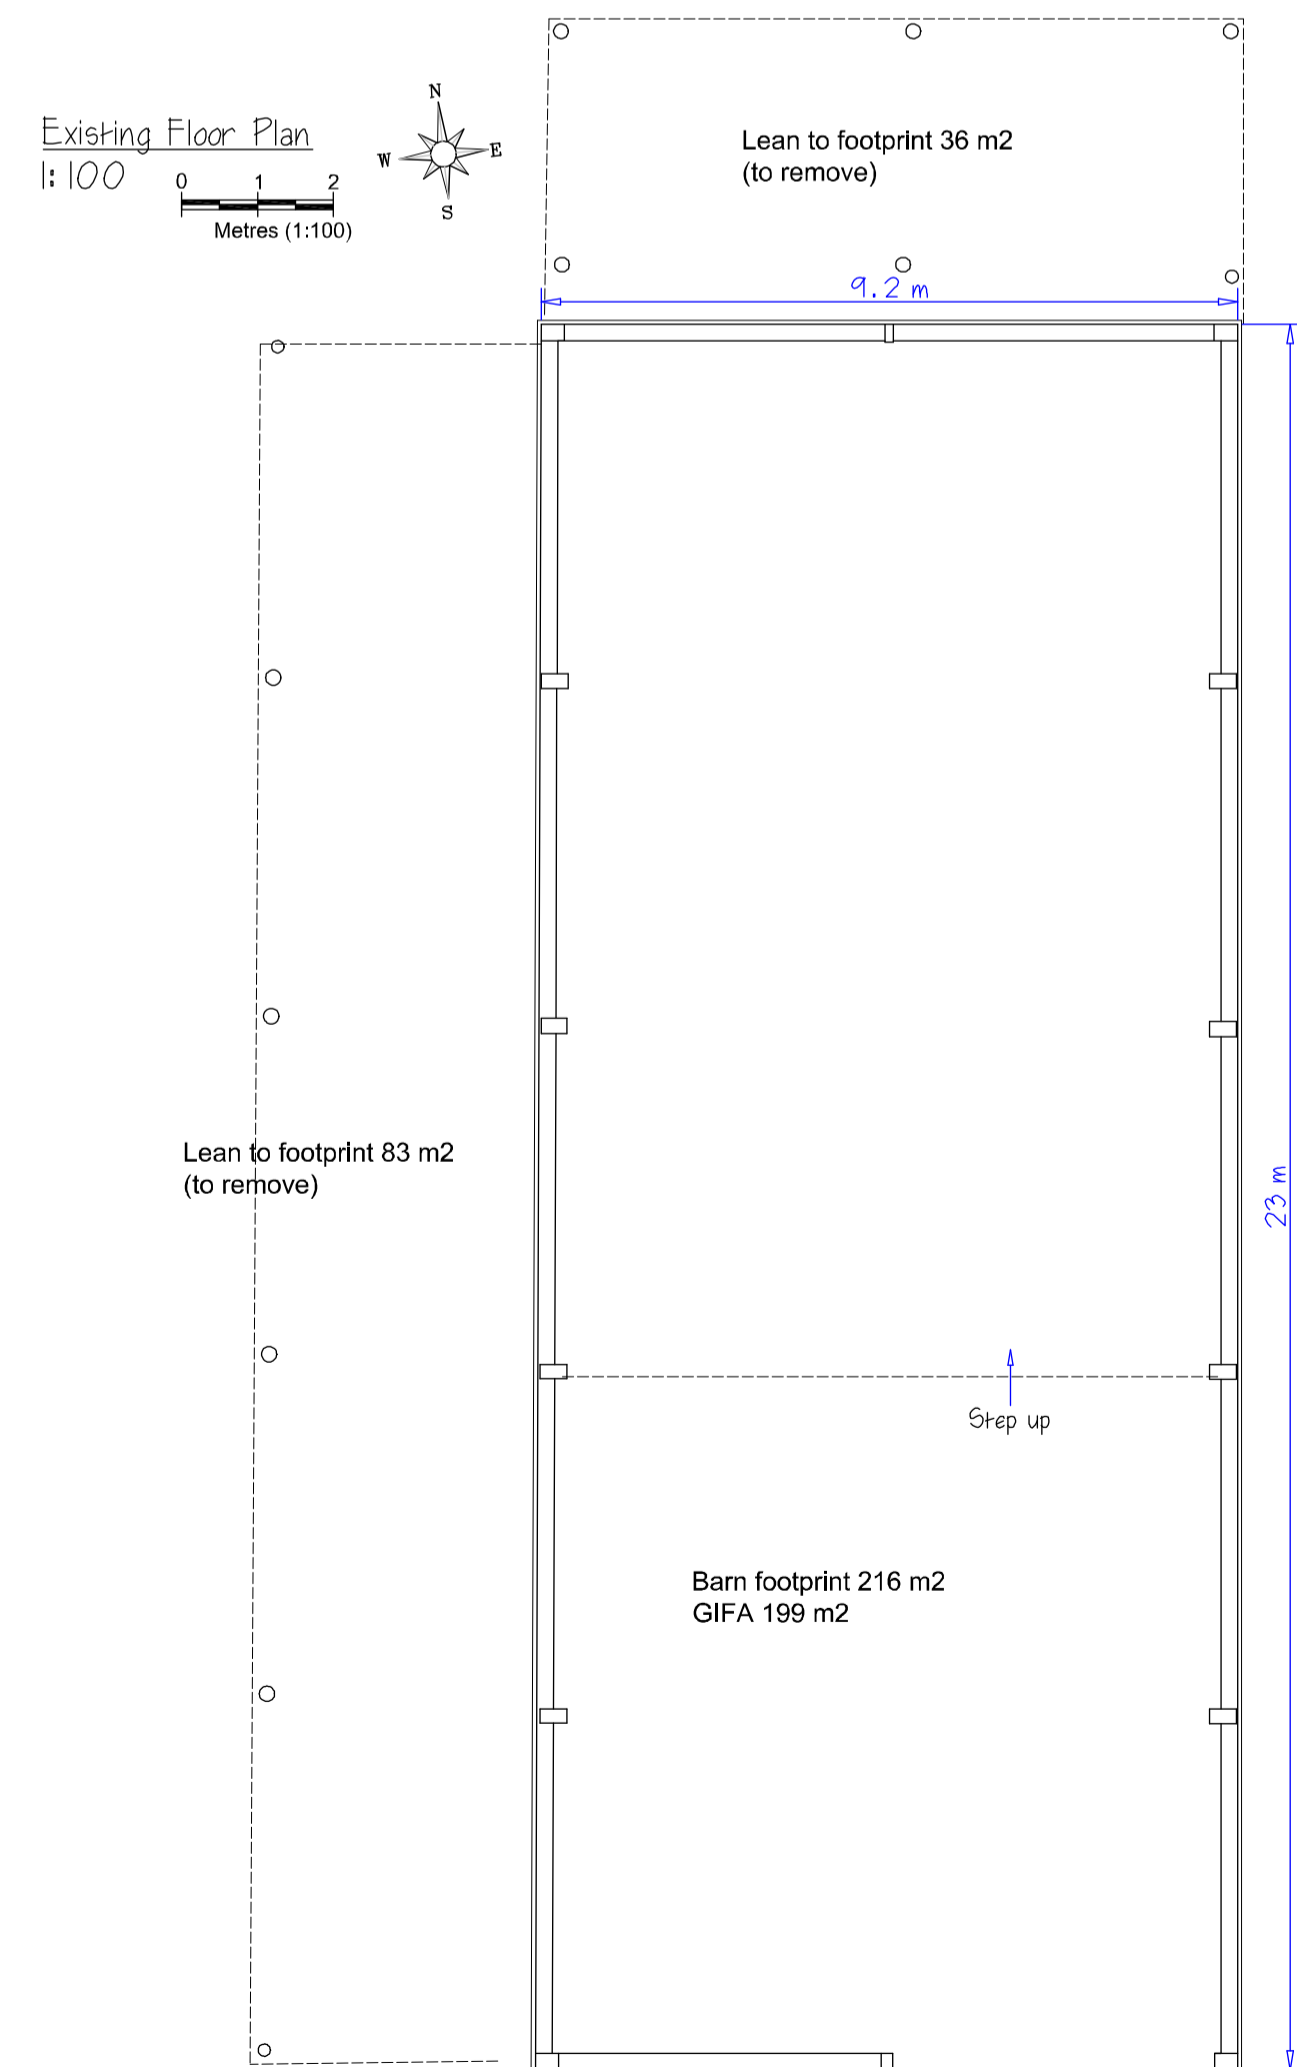 Existing Floor Plan
1:100
0 1 2
Metres (1:100)
N
W
E
S
Lean to footprint 36 m2
(to remove)
9.2 m
Lean to footprint 83 m2
(to remove)
23 m
Step up
Barn footprint 216 m2
GIFA 199 m2